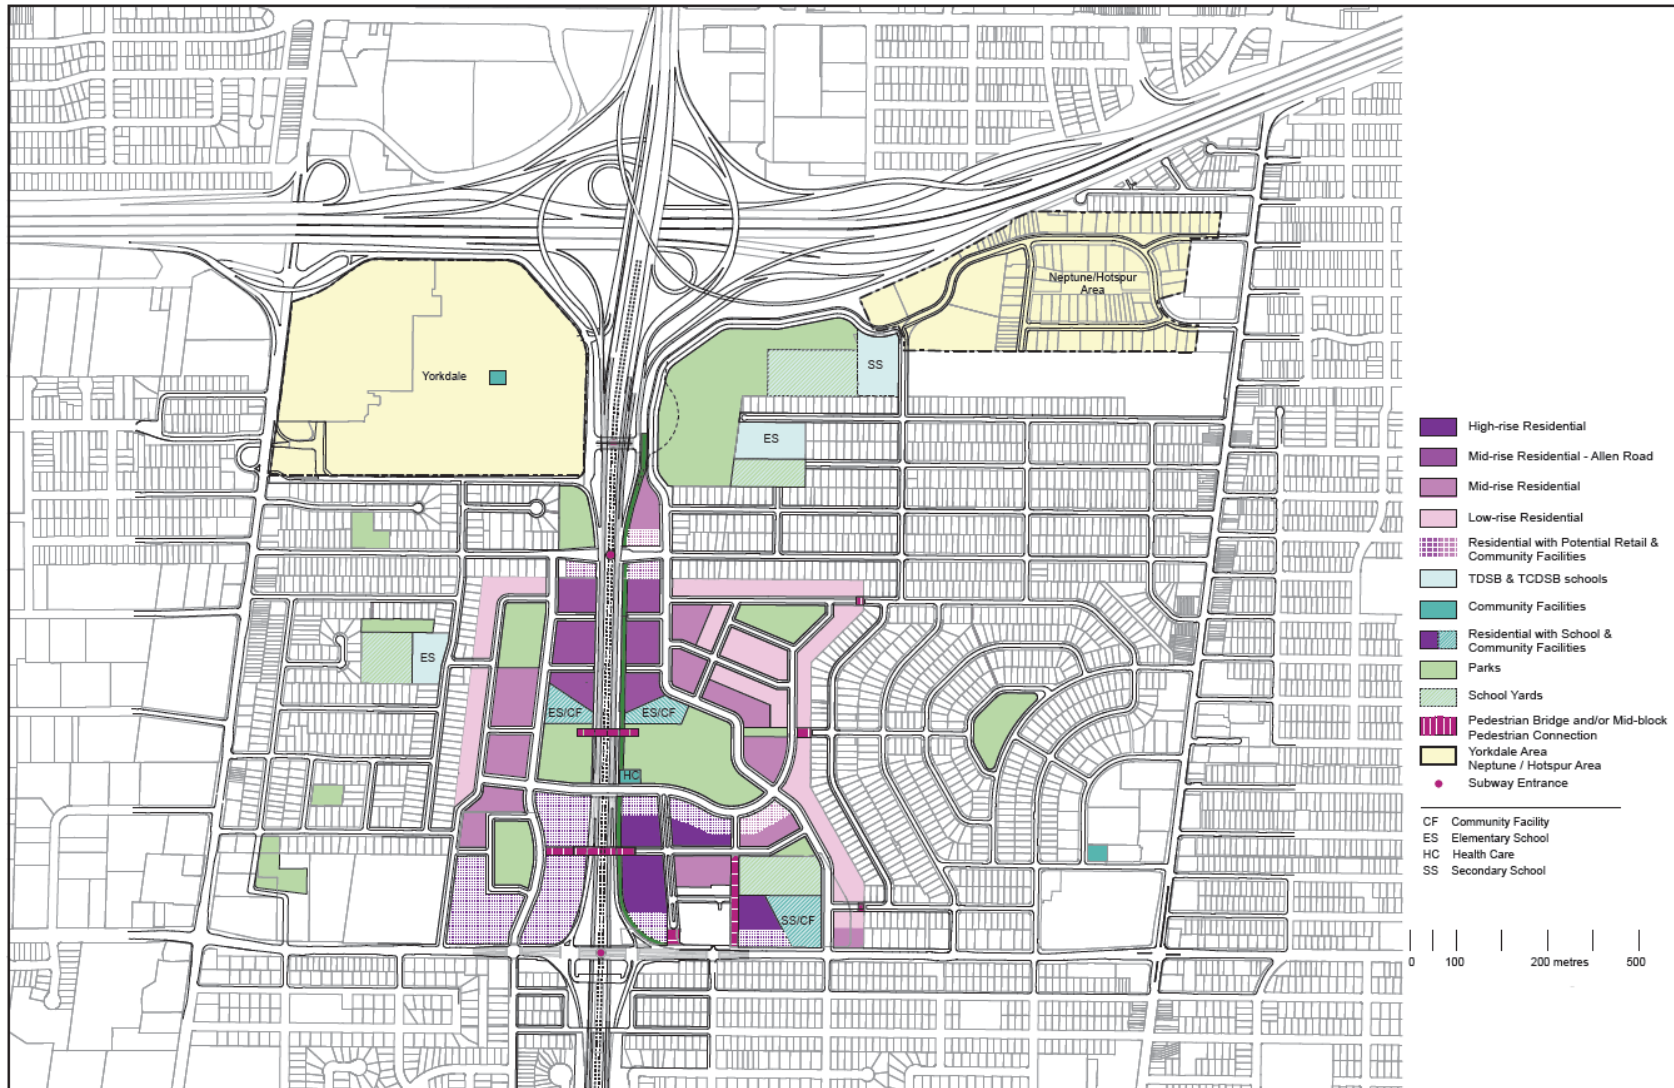 Neptune/Hotspur
Area
Yorkdale
SS
ES
ES
ES/CF
ES/CF
HC
SS/CF
High-rise Residential
Mid-rise Residential - Allen Road
Mid-rise Residential
Low-rise Residential
Residential with Potential Retail &
Community Facilities
TDSB & TCDSB schools
Community Facilities
Residential with School &
Community Facilities
Parks
School Yards
Pedestrian Bridge and/or Mid-block
Pedestrian Connection
Yorkdale Area
Neptune / Hotspur Area
Subway Entrance
CF Community Facility
ES Elementary School
HC Health Care
SS Secondary School
0 100 200 metres 500